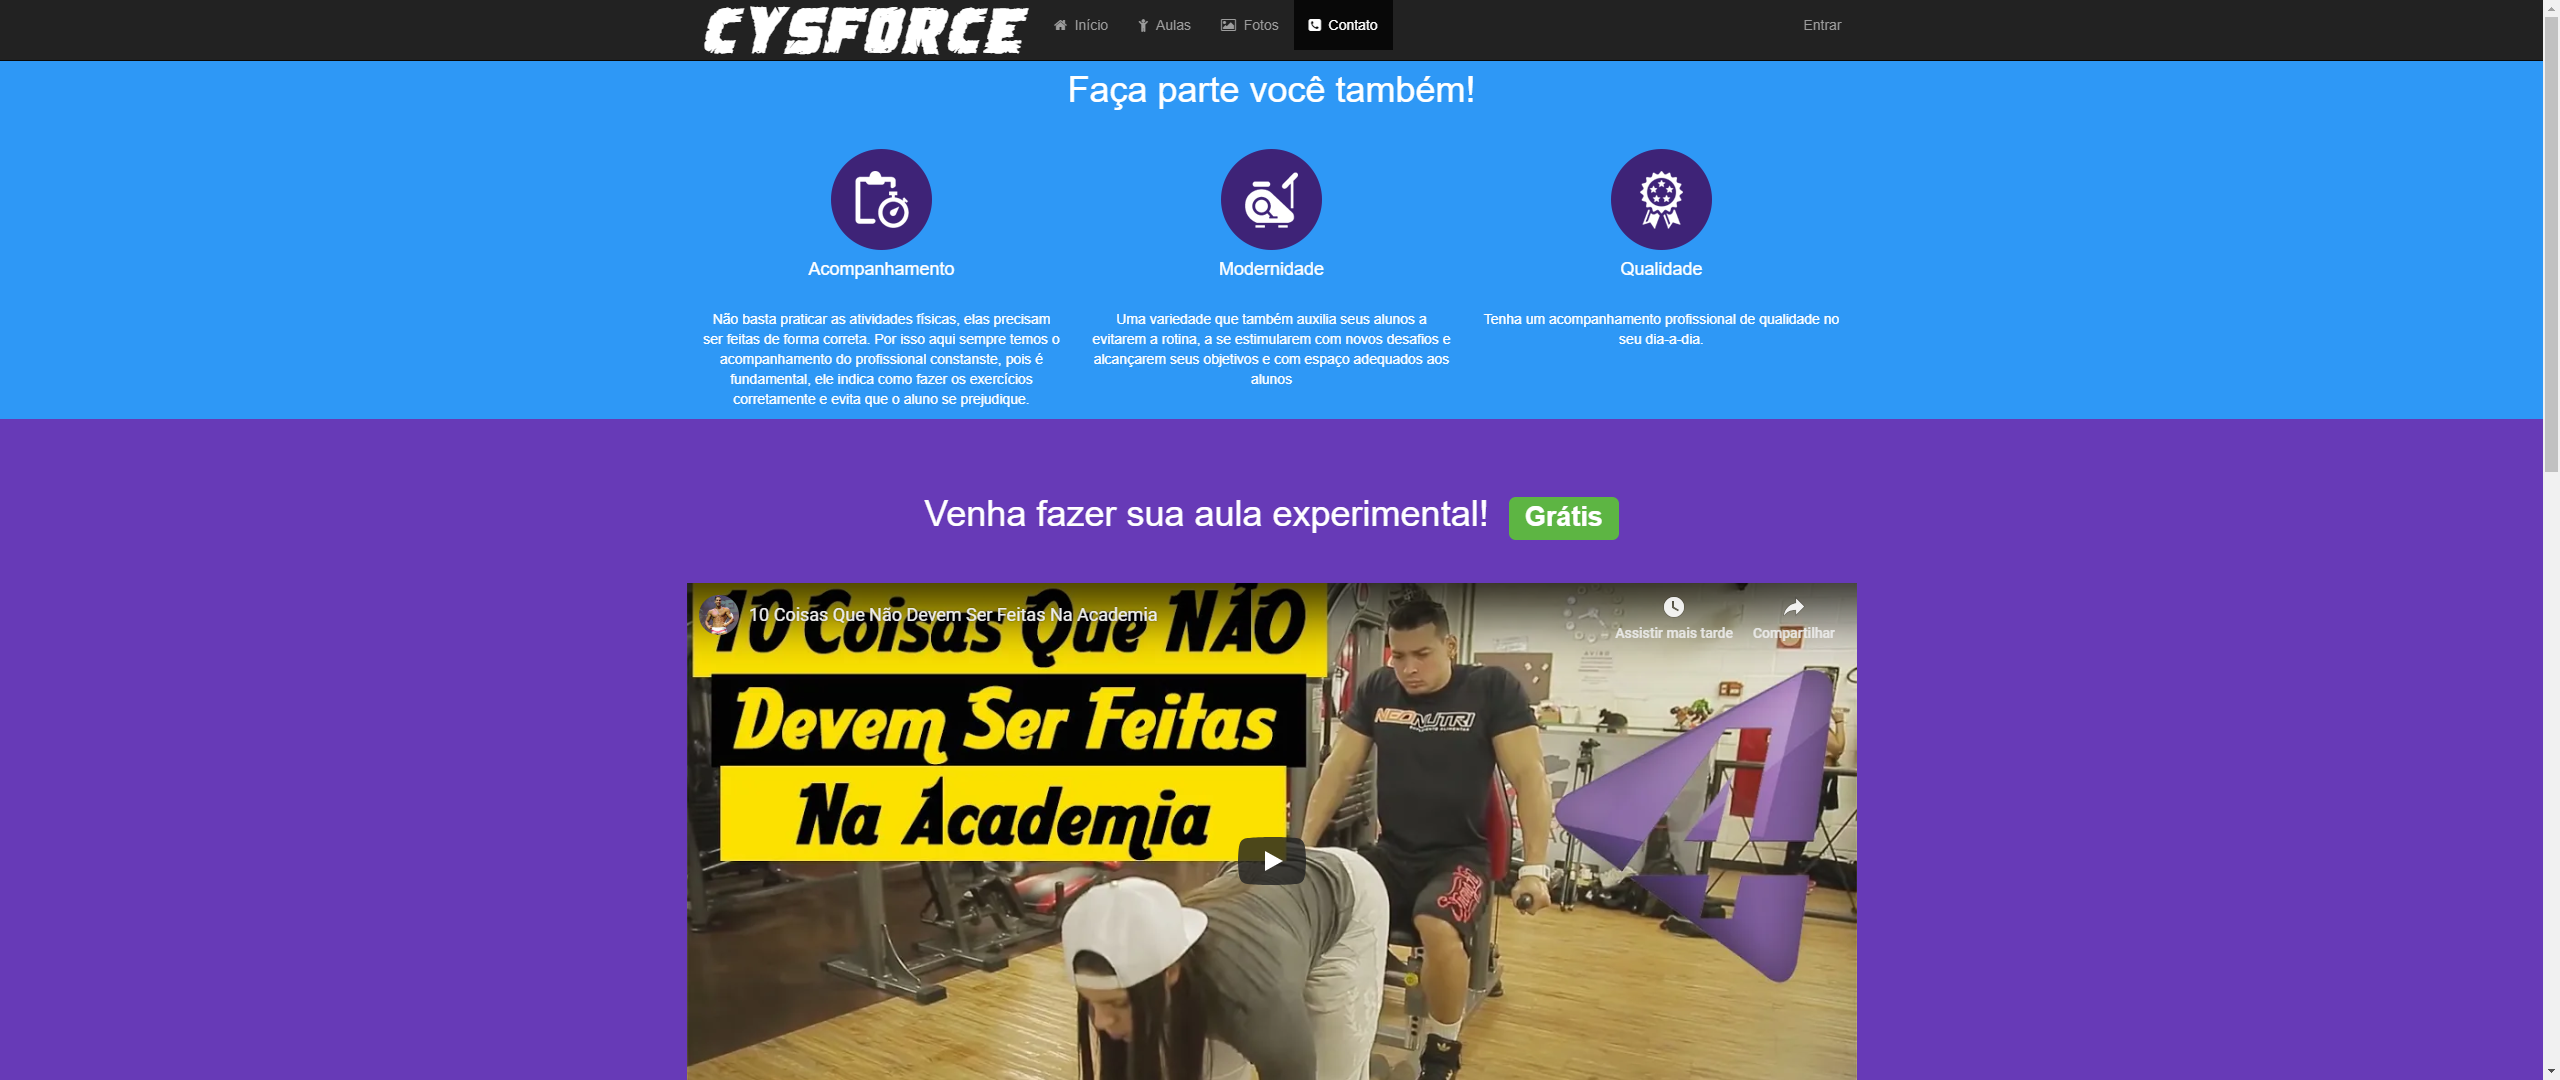 CYSFORCE
Início
Aulas
Fotos
Contato
Entrar
Faça parte você também!
Acompanhamento
Não basta praticar as atividades físicas, elas precisam
ser feitas de forma correta. Por isso aqui sempre temos o
acompanhamento do profissional constanste, pois é
fundamental, ele indica como fazer os exercícios
corretamente e evita que o aluno se prejudique.
Modernidade
Uma variedade que também auxilia seus alunos a
evitarem a rotina, a se estimularem com novos desafios e
alcançarem seus objetivos e com espaço adequados aos
alunos
Qualidade
Tenha um acompanhamento profissional de qualidade no
seu dia-a-dia.
Venha fazer sua aula experimental! Grátis
10 Coisas Que Não Devem Ser Feitas Na Academia
Assistir mais tarde
Compartilhar
10 Coisas Que NÃO
Devem Ser Feitas
Na Academia
AVISO
NEONUTRI